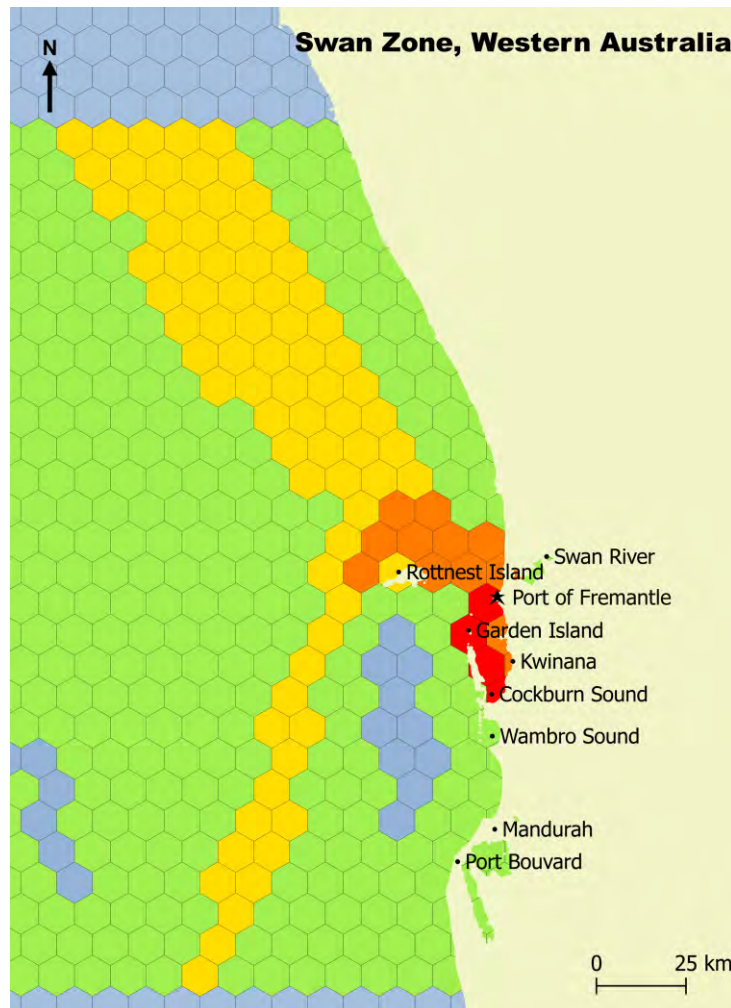 Swan Zone, Western Australia
N
Swan River
Rottnest Island
Port of Fremantle
Garden Island
Kwinana
Cockburn Sound
Wambro Sound
Mandurah
Port Bouvard
0 25 km